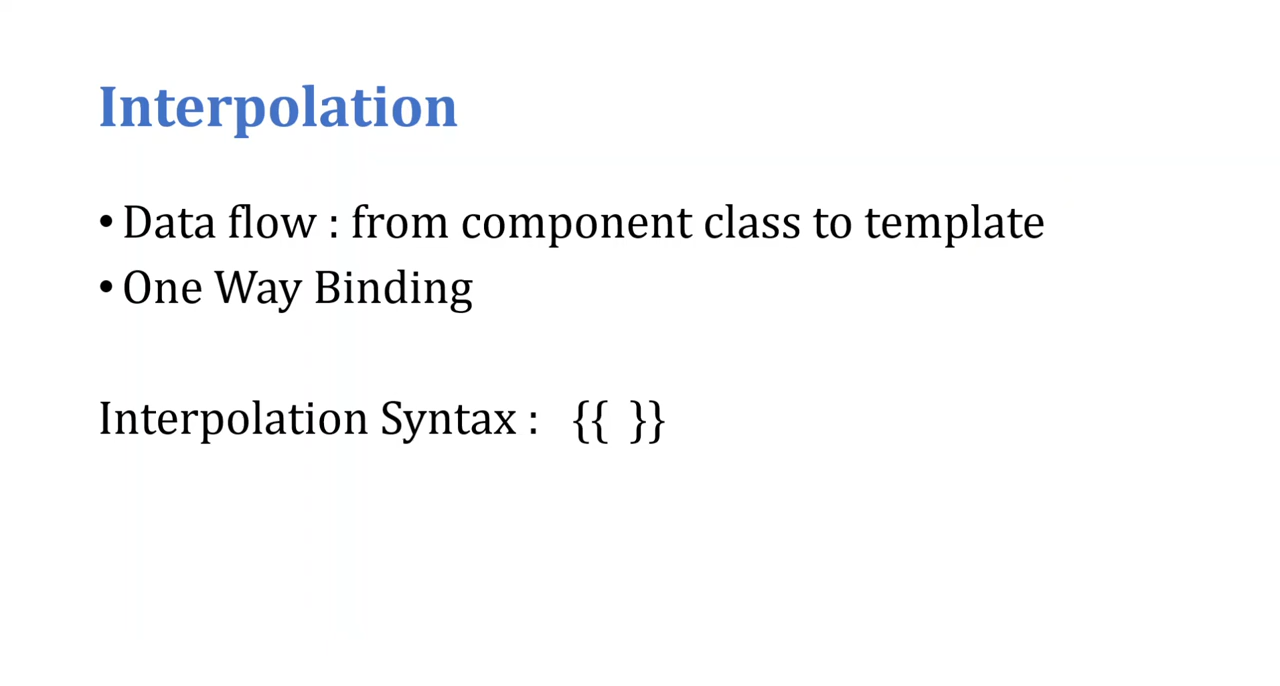 Interpolation
• Data flow : from component class to template
• One Way Binding
Interpolation Syntax : {{ }}